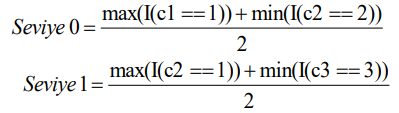 Seviye 0 = max(I(c1 == 1)) + min(I(c2 == 2)) / 2
Seviye 1 = max(I(c2 == 1)) + min(I(c3 == 3)) / 2